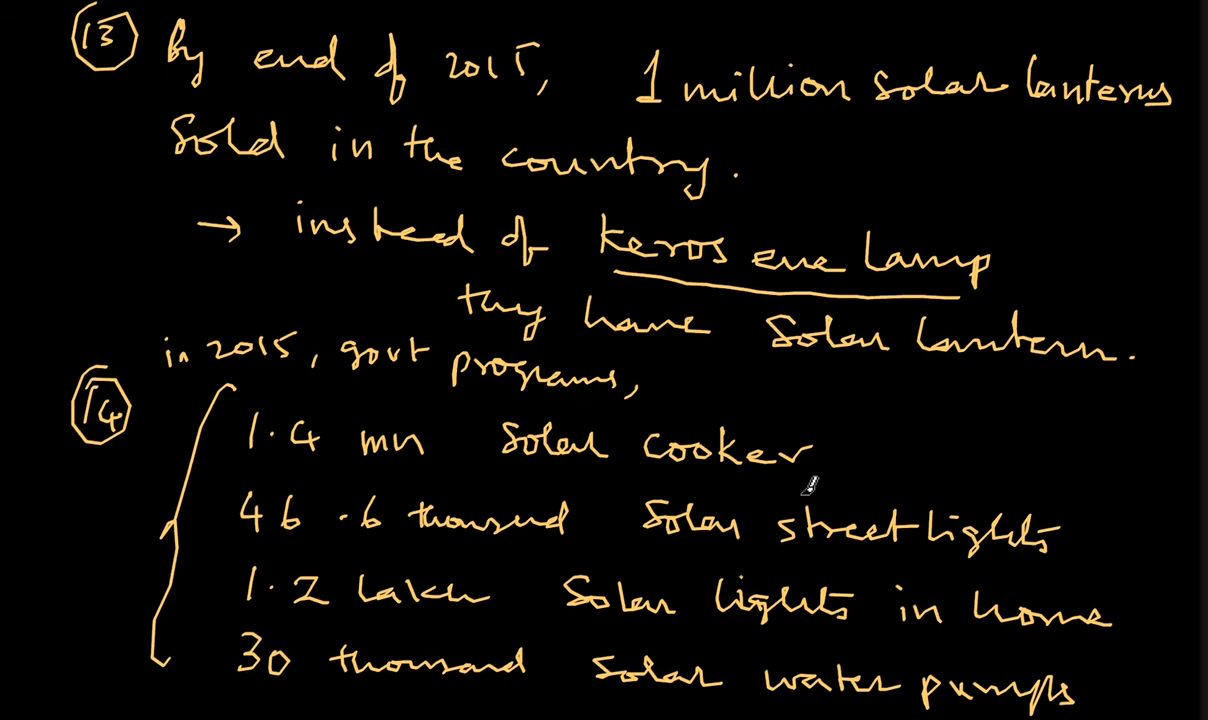 13 By end of 2015, 1 million solar lanterns
Sold in the country.
→ instead of kerosene lamp
they have solar lantern.
in 2015, govt programs,
14
1.4 mn solar cooker
46.6 thousand solar streetlights
1.2 lakh solar lights in home
30 thousand solar water pumps